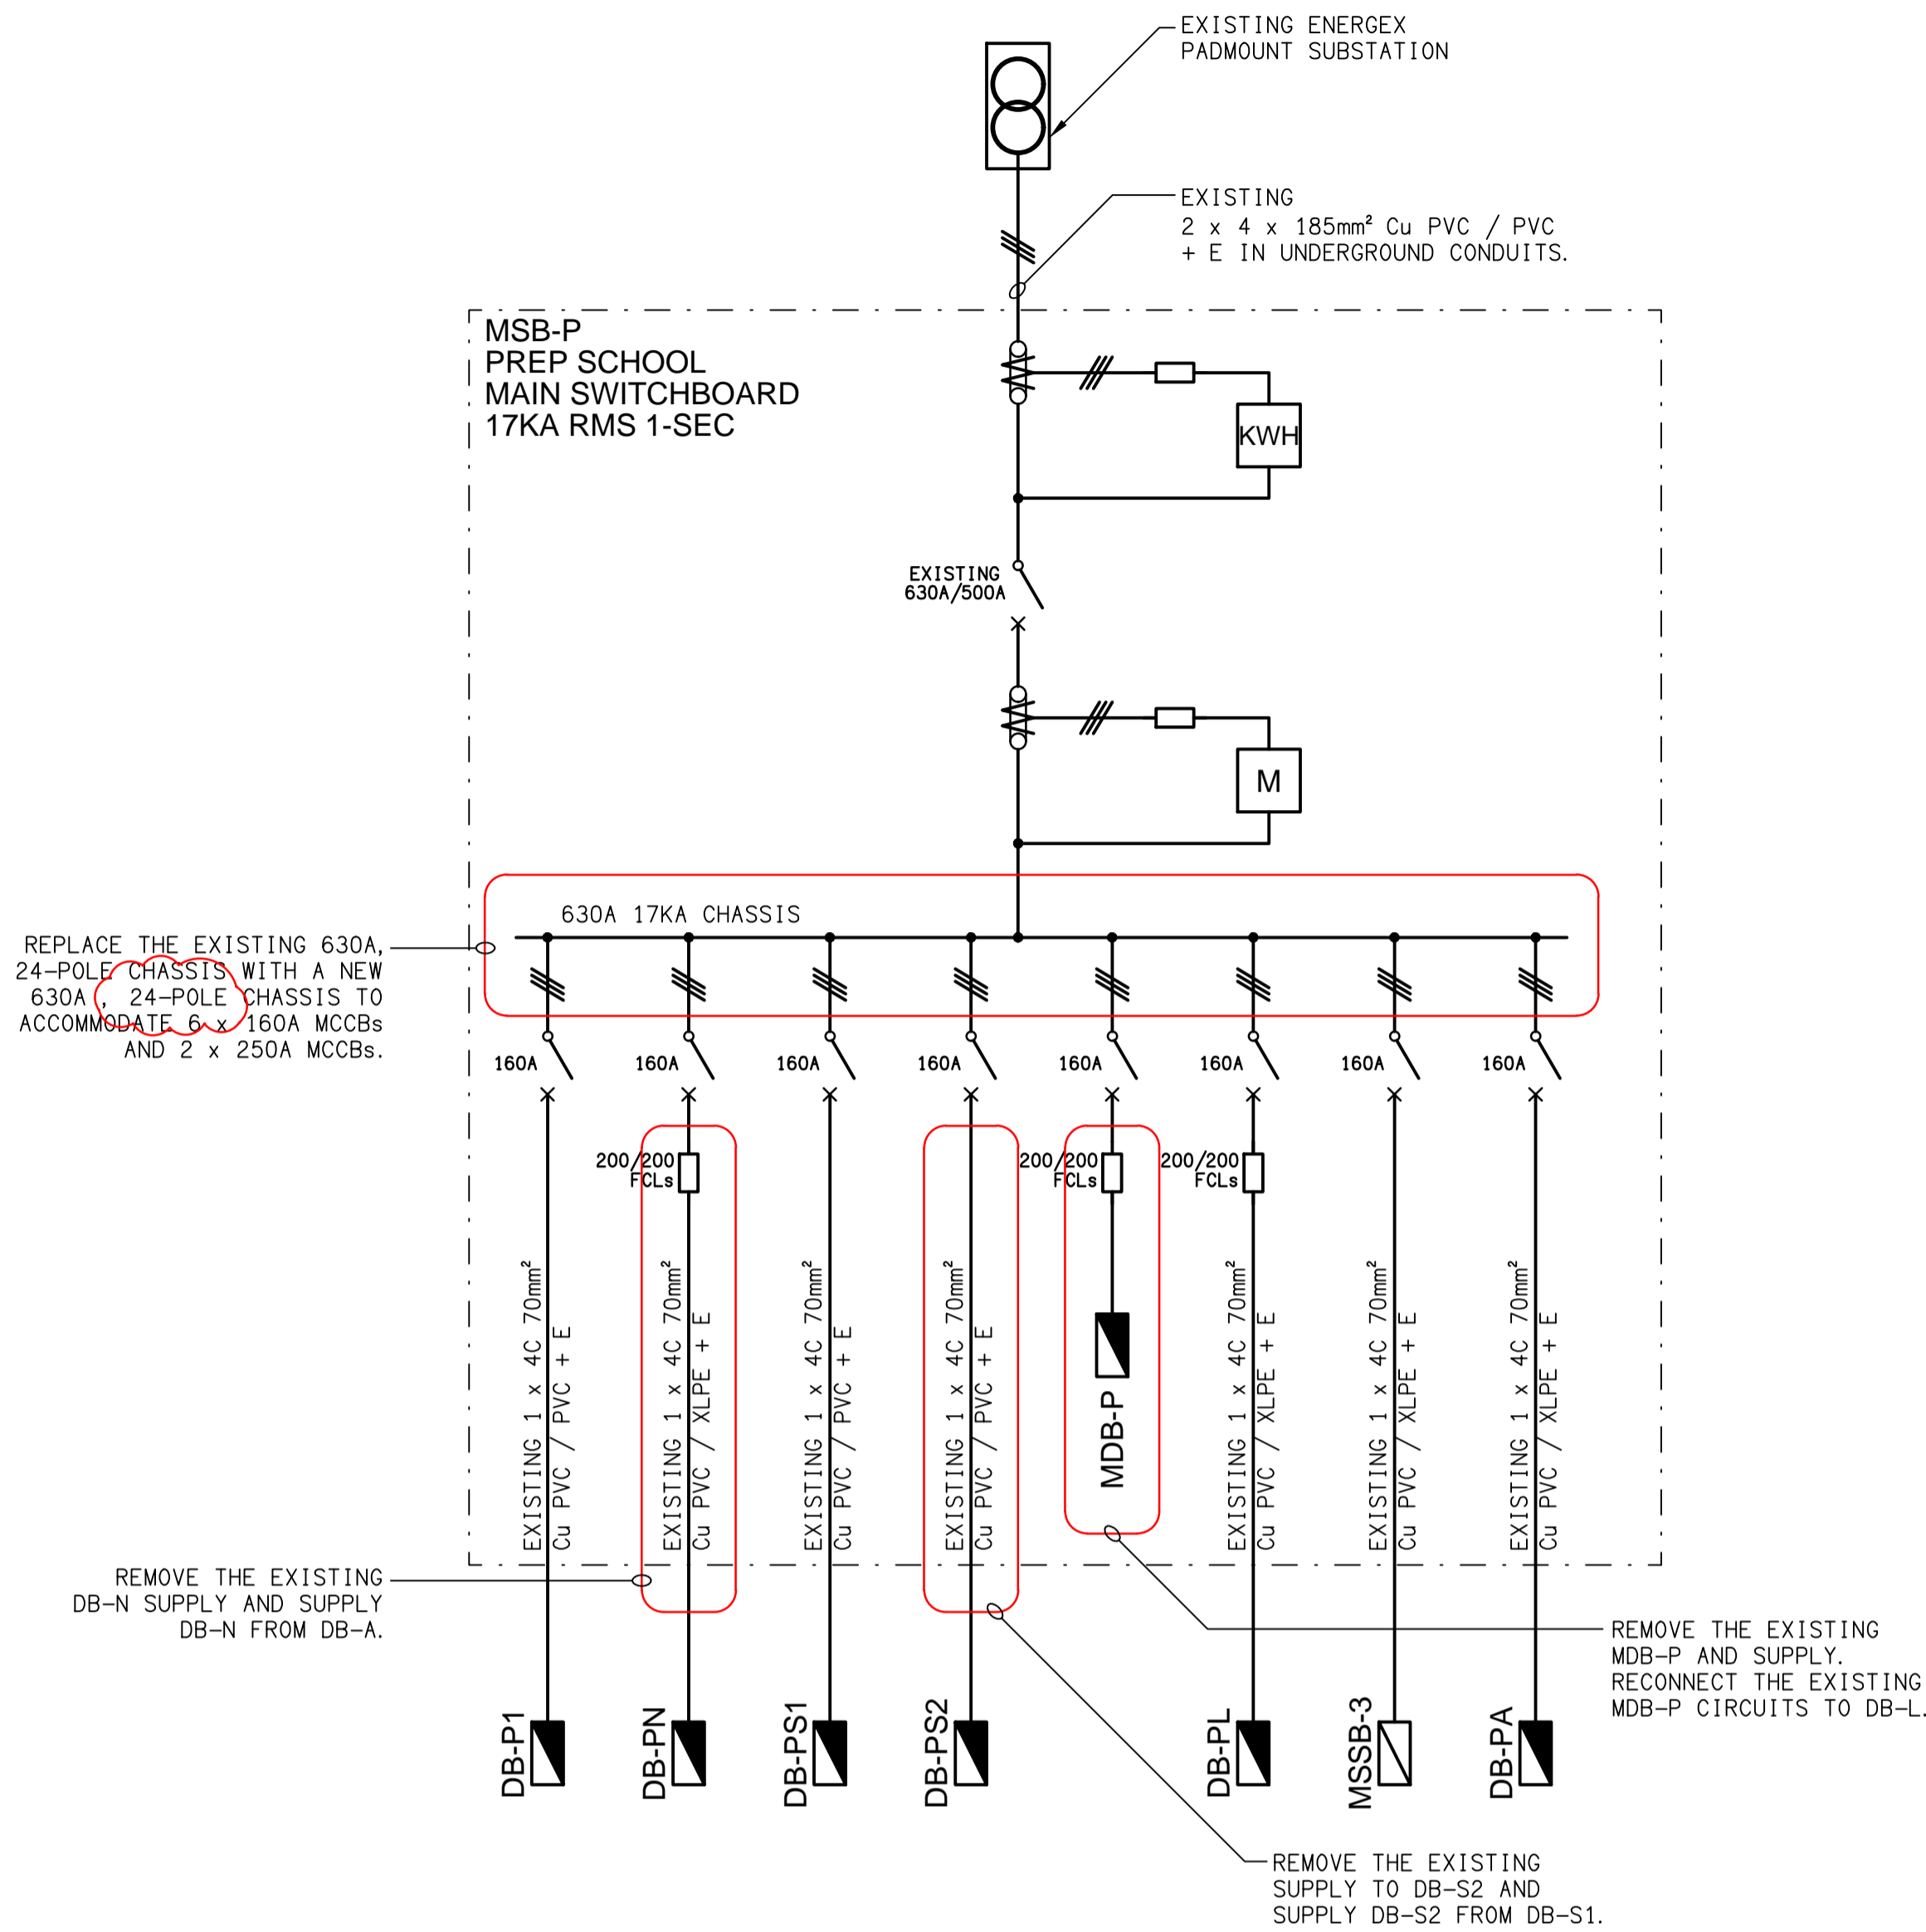 EXISTING ENERGEX
PADMOUNT SUBSTATION
EXISTING
2 x 4 x 185mm² Cu PVC / PVC
+ E IN UNDERGROUND CONDUITS.
MSB-P
PREP SCHOOL
MAIN SWITCHBOARD
17KA RMS 1-SEC
KWH
EXISTING
630A/500A
M
630A 17KA CHASSIS
REPLACE THE EXISTING 630A,
24-POLE CHASSIS WITH A NEW
630A , 24-POLE CHASSIS TO
ACCOMMODATE 6 x 160A MCCBs
AND 2 x 250A MCCBs.
160A
160A
160A
160A
160A
160A
160A
160A
200/200
FCLs
200/200
FCLs
200/200
FCLs
EXISTING 1 x 4C 70mm²
Cu PVC / PVC + E
EXISTING 1 x 4C 70mm²
Cu PVC / XLPE + E
EXISTING 1 x 4C 70mm²
Cu PVC / PVC + E
EXISTING 1 x 4C 70mm²
Cu PVC / PVC + E
MDB-P
EXISTING 1 x 4C 70mm²
Cu PVC / XLPE + E
EXISTING 1 x 4C 70mm²
Cu PVC / XLPE + E
EXISTING 1 x 4C 70mm²
Cu PVC / XLPE + E
REMOVE THE EXISTING
DB-N SUPPLY AND SUPPLY
DB-N FROM DB-A.
REMOVE THE EXISTING
MDB-P AND SUPPLY.
RECONNECT THE EXISTING
MDB-P CIRCUITS TO DB-L.
DB-P1
DB-PN
DB-PS1
DB-PS2
DB-PL
MSSB-3
DB-PA
REMOVE THE EXISTING
SUPPLY TO DB-S2 AND
SUPPLY DB-S2 FROM DB-S1.